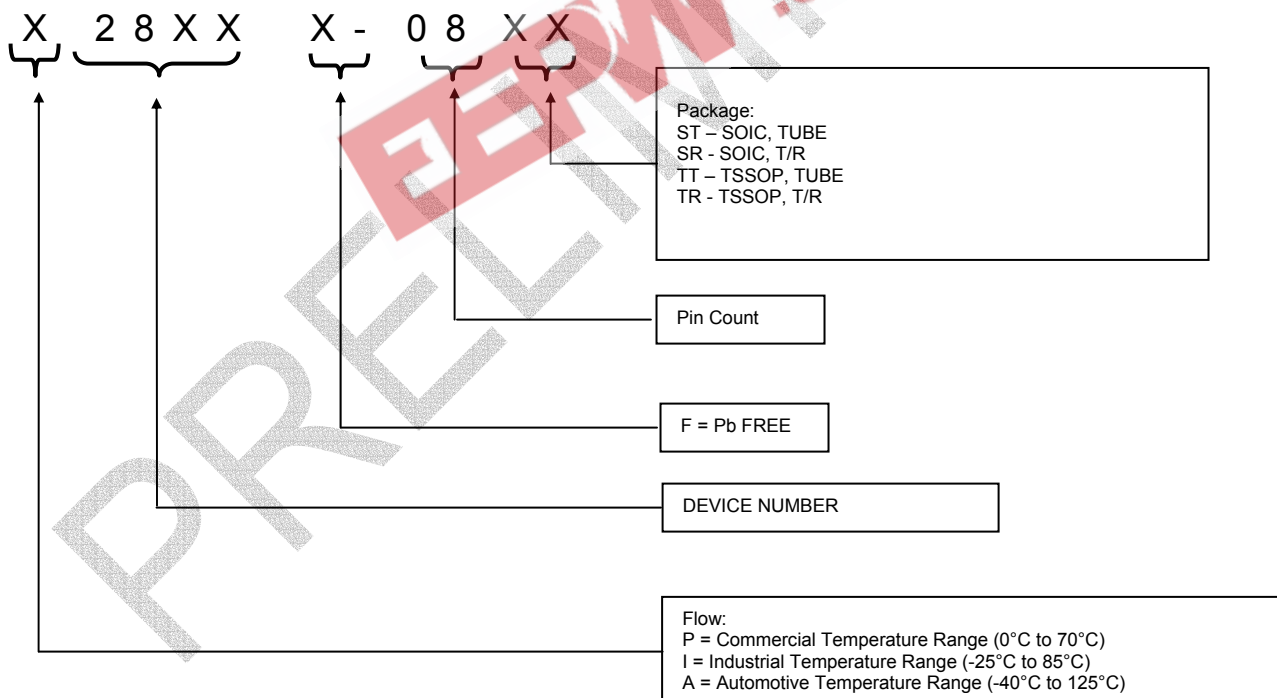 X 28XX X - 08 XX
Package:
ST – SOIC, TUBE
SR - SOIC, T/R
TT – TSSOP, TUBE
TR - TSSOP, T/R
Pin Count
F = Pb FREE
DEVICE NUMBER
Flow:
P = Commercial Temperature Range (0°C to 70°C)
I = Industrial Temperature Range (-25°C to 85°C)
A = Automotive Temperature Range (-40°C to 125°C)